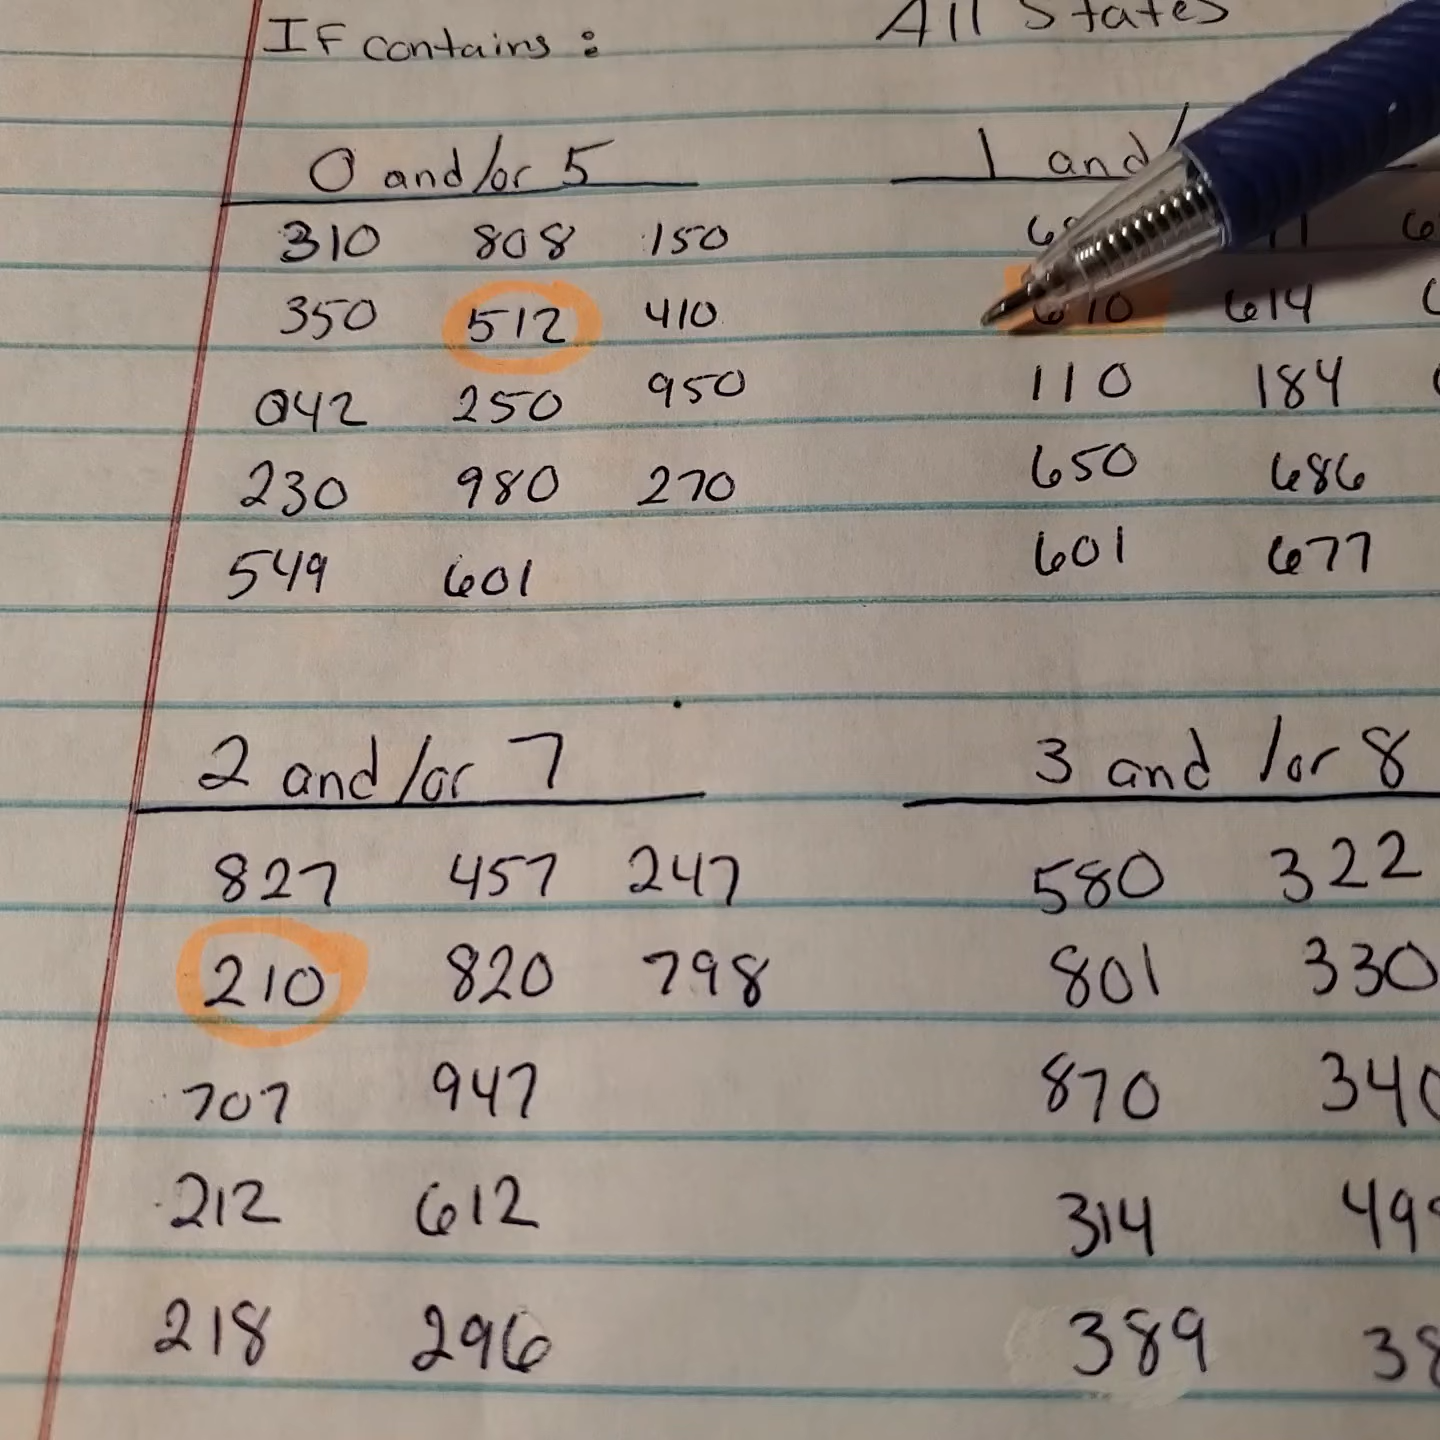 IF contains: All States
0 and/or 5 1 and/
310 808 150
350 512 410 610 614
042 250 950 110 184
230 980 270 650 686
549 601 601 677
2 and/or 7 3 and/or 8
827 457 247 580 322
210 820 798 801 330
707 947 870 340
212 612 314
218 296 389